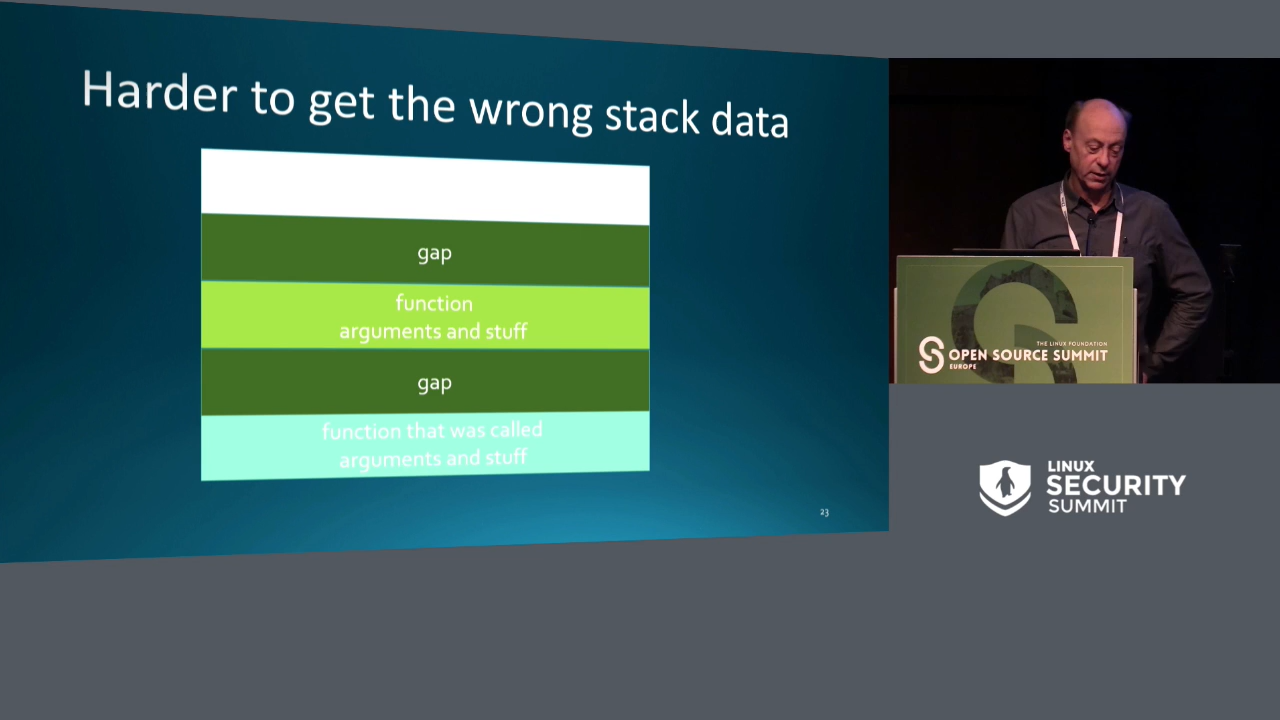 Harder to get the wrong stack data
gap
function
arguments and stuff
gap
function that was called
arguments and stuff
23
THE LINUX FOUNDATION
OPEN SOURCE SUMMIT
EUROPE
LINUX
SECURITY
SUMMIT